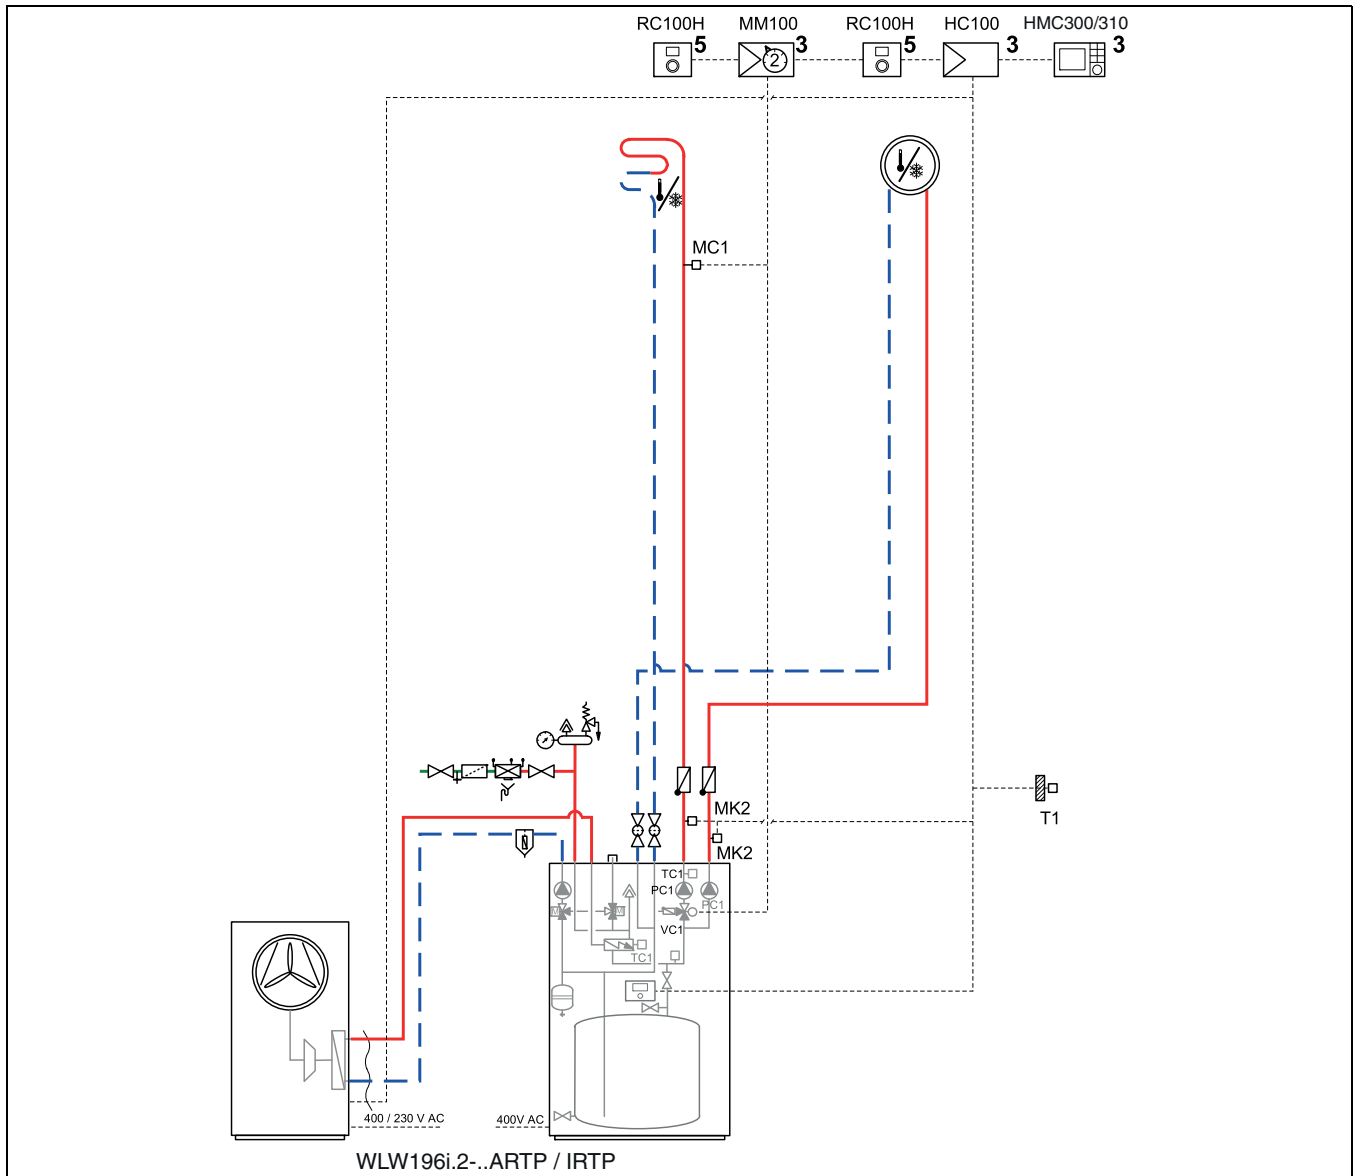 RC100H MM100 RC100H HC100 HMC300/310
5 3 5 3 3
2
MC1
MK2
T1
MK2
TC1
PC1
PC1
M M
VC1
TC1
400 / 230 V AC
400V AC
WLW196i.2-..ARTP / IRTP